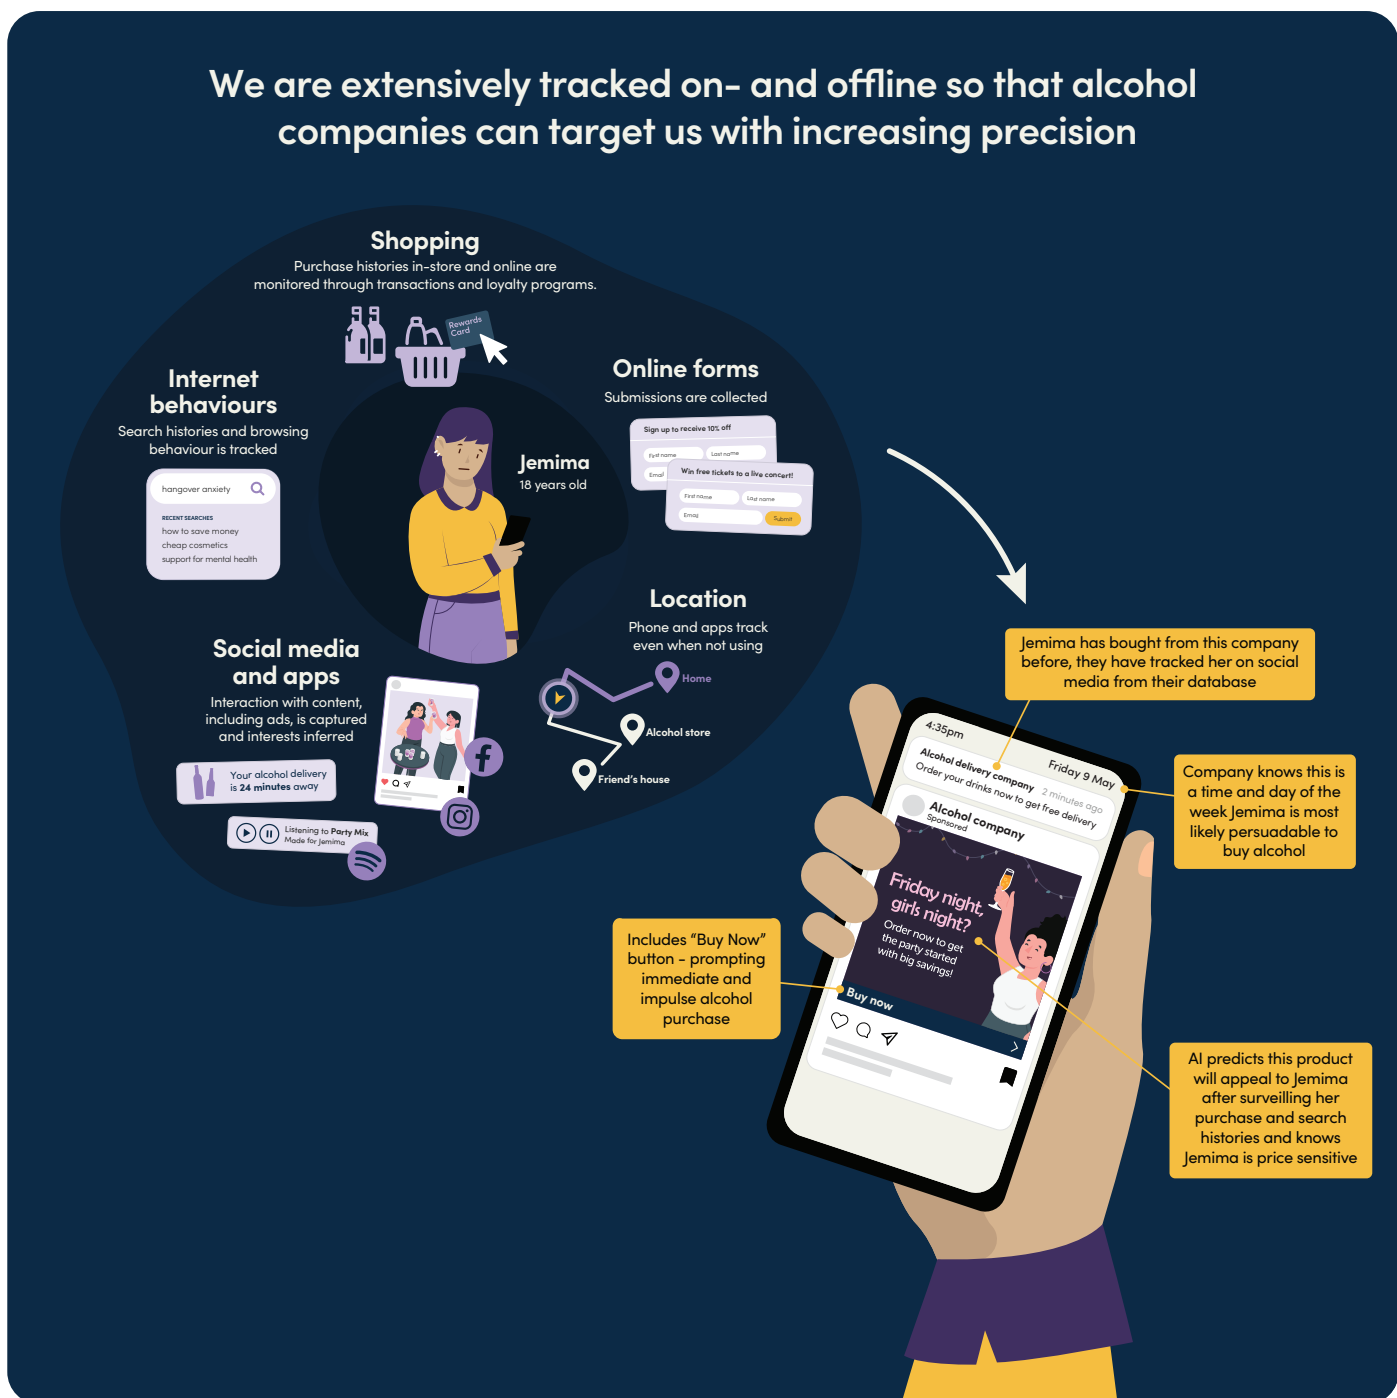 We are extensively tracked on- and offline so that alcohol
companies can target us with increasing precision
Shopping
Purchase histories in-store and online are
monitored through transactions and loyalty programs.
Rewards
Card
Internet
behaviours
Search histories and browsing
behaviour is tracked
hangover anxiety
RECENT SEARCHES
how to save money
cheap cosmetics
support for mental health
Jemima
18 years old
Online forms
Submissions are collected
Sign up to receive 10% off
First name
Last name
Email
Win free tickets to a live concert!
First name
Last name
Email
Submit
Location
Phone and apps track
even when not using
Home
Alcohol store
Friend's house
Social media
and apps
Interaction with content,
including ads, is captured
and interests inferred
Your alcohol delivery
is 24 minutes away
Listening to Party Mix
Made for Jemima
Jemima has bought from this company
before, they have tracked her on social
media from their database
4:35pm
Friday 9 May
Alcohol delivery company
2 minutes ago
Order your drinks now to get free delivery
Alcohol company
Sponsored
Friday night,
girls night?
Order now to get
the party started
with big savings!
Buy now
Company knows this is
a time and day of the
week Jemima is most
likely persuadable to
buy alcohol
Includes “Buy Now”
button - prompting
immediate and
impulse alcohol
purchase
AI predicts this product
will appeal to Jemima
after surveilling her
purchase and search
histories and knows
Jemima is price sensitive